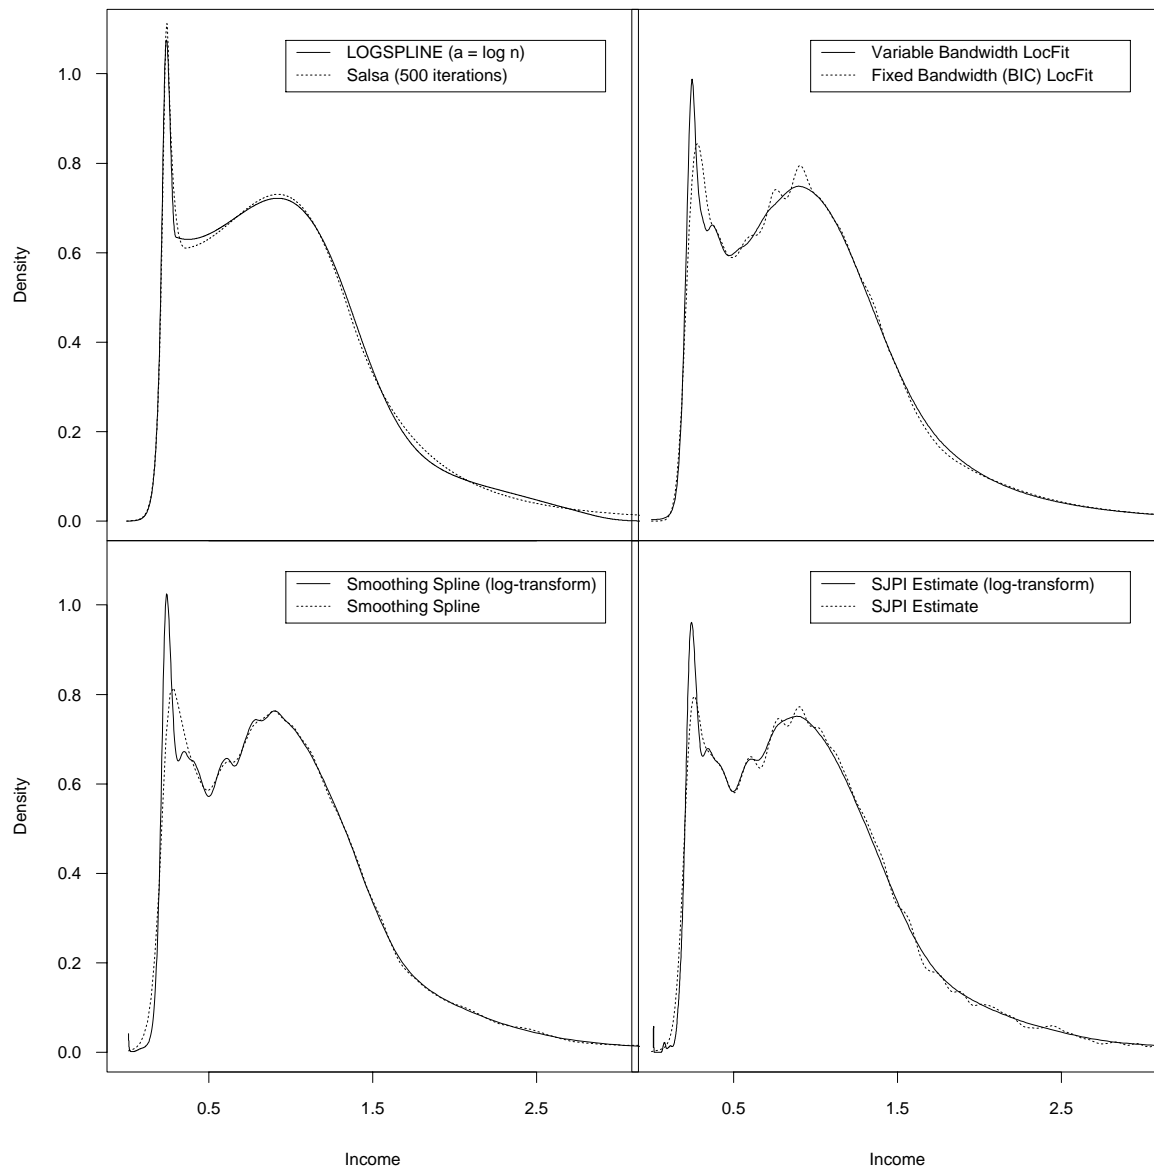 LOGSPLINE (a = log n)
Salsa (500 iterations)
Variable Bandwidth LocFit
Fixed Bandwidth (BIC) LocFit
1.0
0.8
0.6
0.4
0.2
0.0
Density
Smoothing Spline (log-transform)
Smoothing Spline
SJPI Estimate (log-transform)
SJPI Estimate
1.0
0.8
0.6
0.4
0.2
0.0
Density
0.5 1.5 2.5
0.5 1.5 2.5
Income
Income